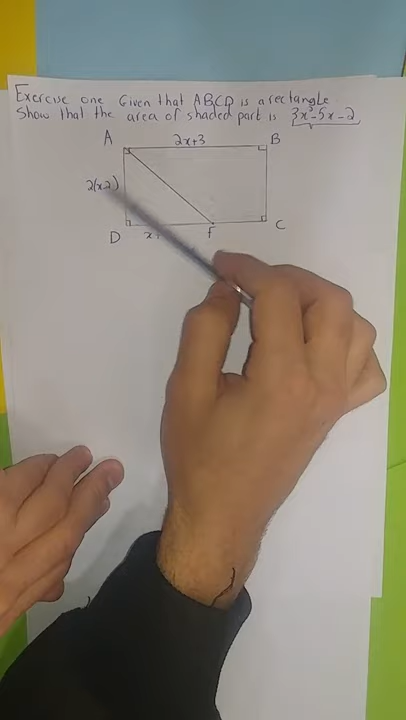 Exercise one Given that ABCD is a rectangle.
Show that the area of shaded part is 3x²-5x-2
A 2x+3 B
2(x-2)
D F C